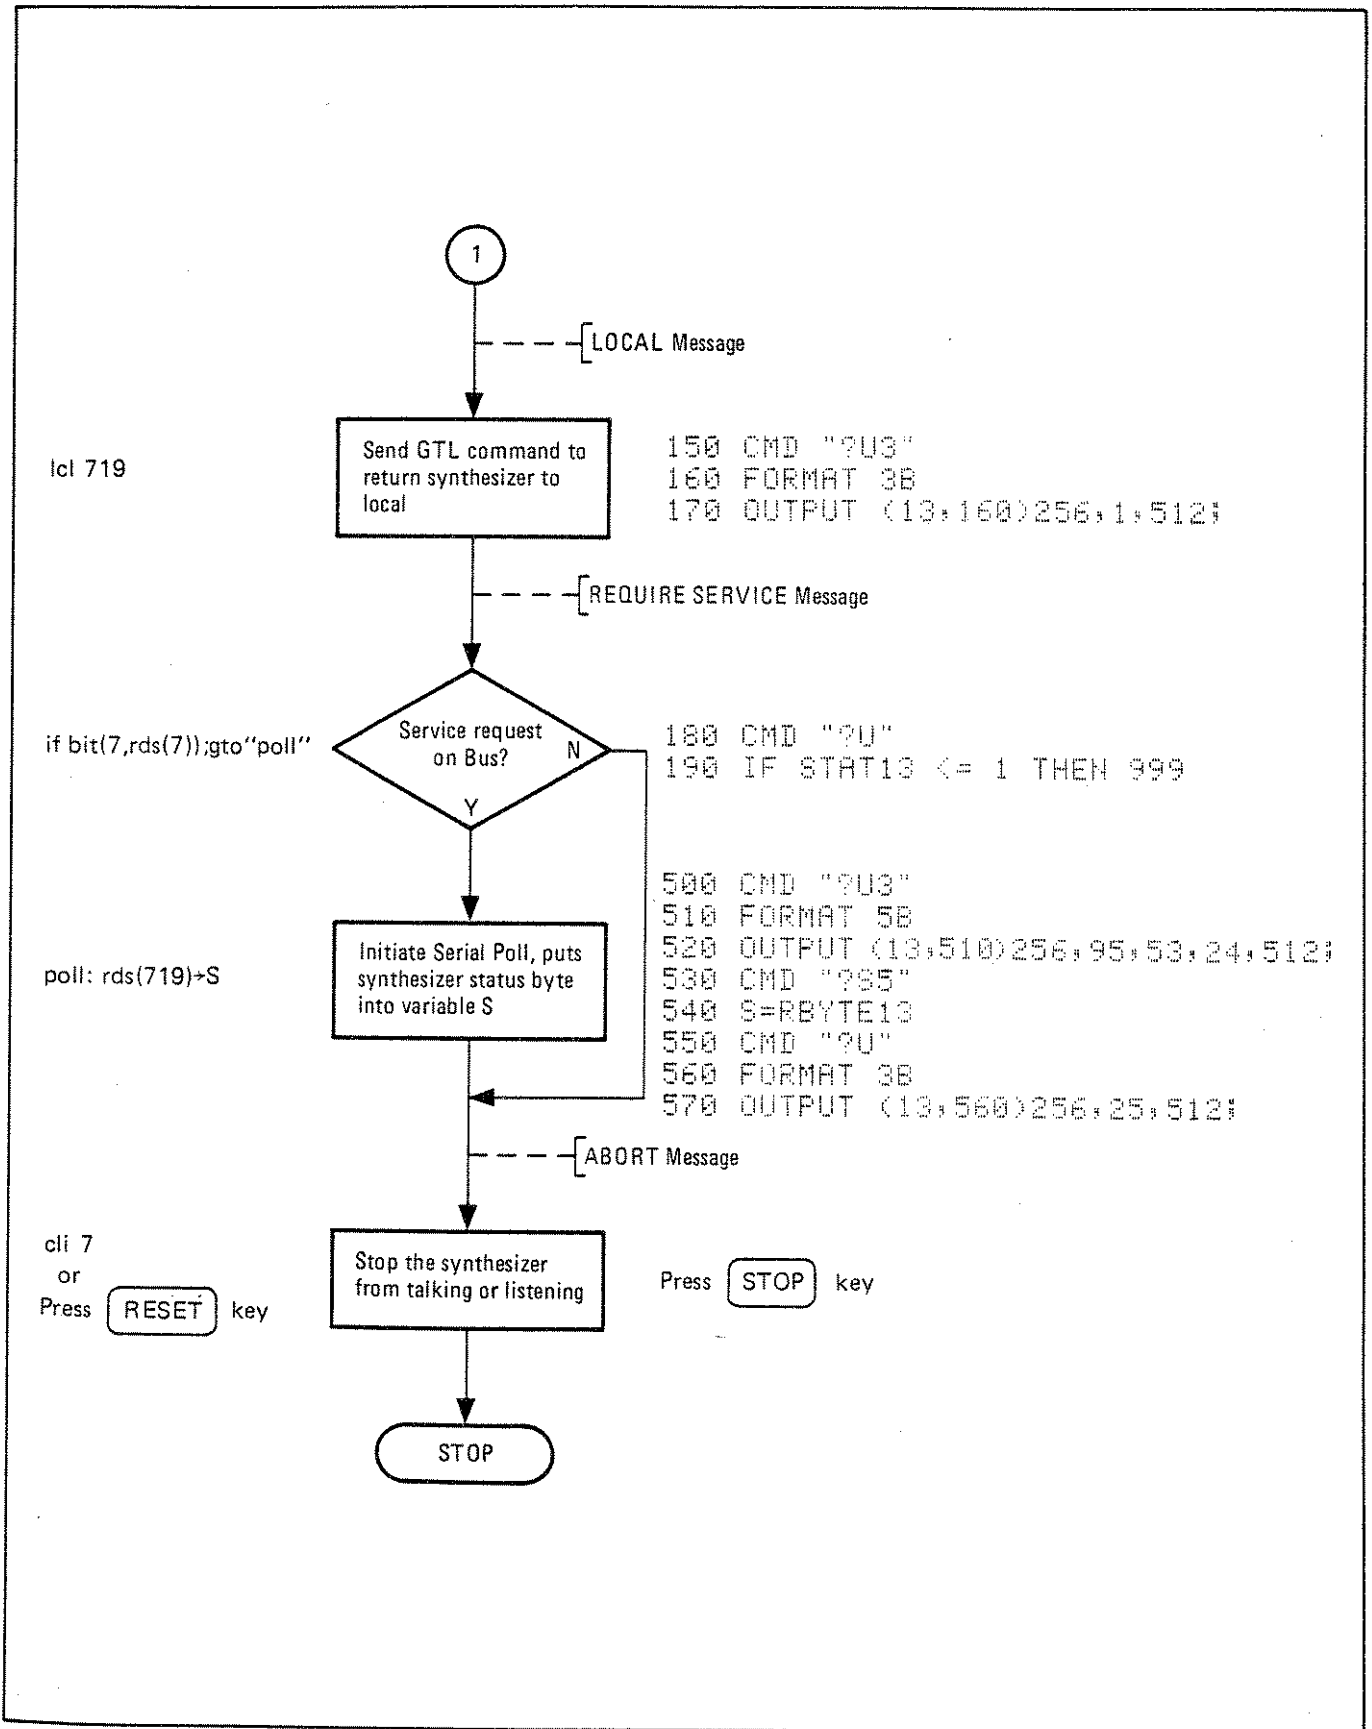 1
LOCAL Message
lcl 719
Send GTL command to
return synthesizer to
local
150 CMD "?U3"
160 FORMAT 3B
170 OUTPUT (13,160)256,1,512;
REQUIRE SERVICE Message
if bit(7,rds(7));gto"poll"
Service request
on Bus?
N
Y
180 CMD "?U"
190 IF STAT13 <= 1 THEN 999
poll: rds(719)→S
Initiate Serial Poll, puts
synthesizer status byte
into variable S
500 CMD "?U3"
510 FORMAT 5B
520 OUTPUT (13,510)256,95,53,24,512;
530 CMD "?S5"
540 S=RBYTE13
550 CMD "?U"
560 FORMAT 3B
570 OUTPUT (13,560)256,25,512;
ABORT Message
cli 7
or
Press RESET key
Stop the synthesizer
from talking or listening
Press STOP key
STOP